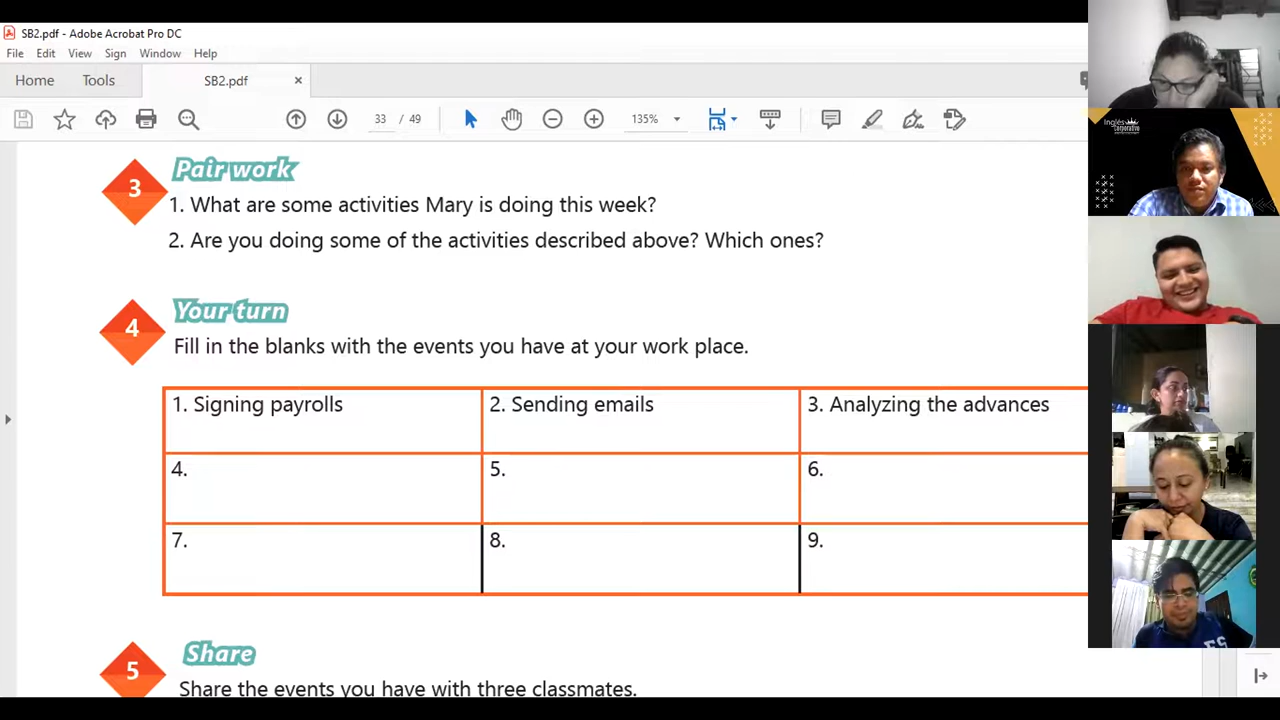 SB2.pdf - Adobe Acrobat Pro DC
File Edit View Sign Window Help
Home Tools SB2.pdf ×
33 / 49 135%
3 Pair work
1. What are some activities Mary is doing this week?
2. Are you doing some of the activities described above? Which ones?
4 Your turn
Fill in the blanks with the events you have at your work place.
1. Signing payrolls 2. Sending emails 3. Analyzing the advances
4. 5. 6.
7. 8. 9.
5 Share
Share the events you have with three classmates.
Inglés
Corporativo